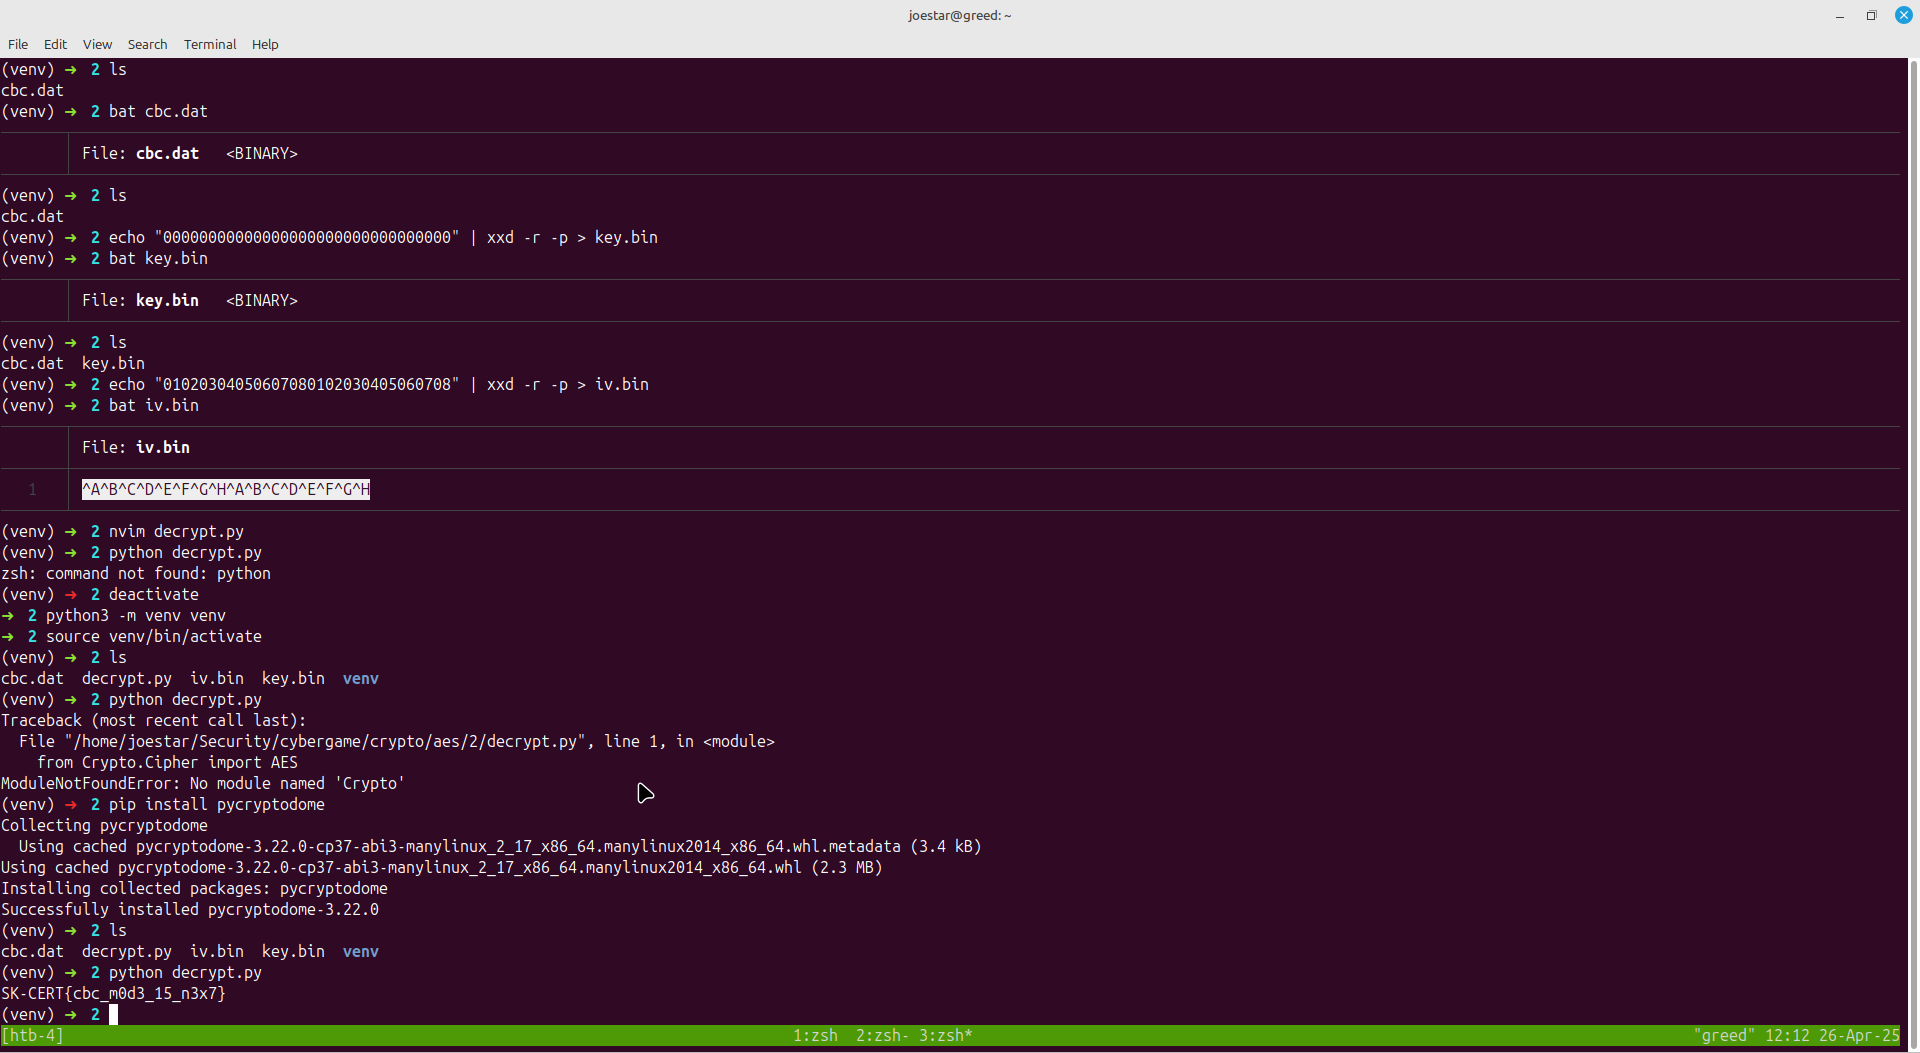 joestar@greed: ~
File Edit View Search Terminal Help
(venv) ➜ 2 ls
cbc.dat
(venv) ➜ 2 bat cbc.dat
File: cbc.dat <BINARY>
(venv) ➜ 2 ls
cbc.dat
(venv) ➜ 2 echo "00000000000000000000000000000000" | xxd -r -p > key.bin
(venv) ➜ 2 bat key.bin
File: key.bin <BINARY>
(venv) ➜ 2 ls
cbc.dat key.bin
(venv) ➜ 2 echo "01020304050607080102030405060708" | xxd -r -p > iv.bin
(venv) ➜ 2 bat iv.bin
File: iv.bin
1 ^A^B^C^D^E^F^G^H^A^B^C^D^E^F^G^H
(venv) ➜ 2 nvim decrypt.py
(venv) ➜ 2 python decrypt.py
zsh: command not found: python
(venv) ➜ 2 deactivate
➜ 2 python3 -m venv venv
➜ 2 source venv/bin/activate
(venv) ➜ 2 ls
cbc.dat decrypt.py iv.bin key.bin venv
(venv) ➜ 2 python decrypt.py
Traceback (most recent call last):
File "/home/joestar/Security/cybergame/crypto/aes/2/decrypt.py", line 1, in <module>
from Crypto.Cipher import AES
ModuleNotFoundError: No module named 'Crypto'
(venv) ➜ 2 pip install pycryptodome
Collecting pycryptodome
Using cached pycryptodome-3.22.0-cp37-abi3-manylinux_2_17_x86_64.manylinux2014_x86_64.whl.metadata (3.4 kB)
Using cached pycryptodome-3.22.0-cp37-abi3-manylinux_2_17_x86_64.manylinux2014_x86_64.whl (2.3 MB)
Installing collected packages: pycryptodome
Successfully installed pycryptodome-3.22.0
(venv) ➜ 2 ls
cbc.dat decrypt.py iv.bin key.bin venv
(venv) ➜ 2 python decrypt.py
SK-CERT{cbc_m0d3_15_n3x7}
(venv) ➜ 2
[htb-4] 1:zsh 2:zsh- 3:zsh* "greed" 12:12 26-Apr-25